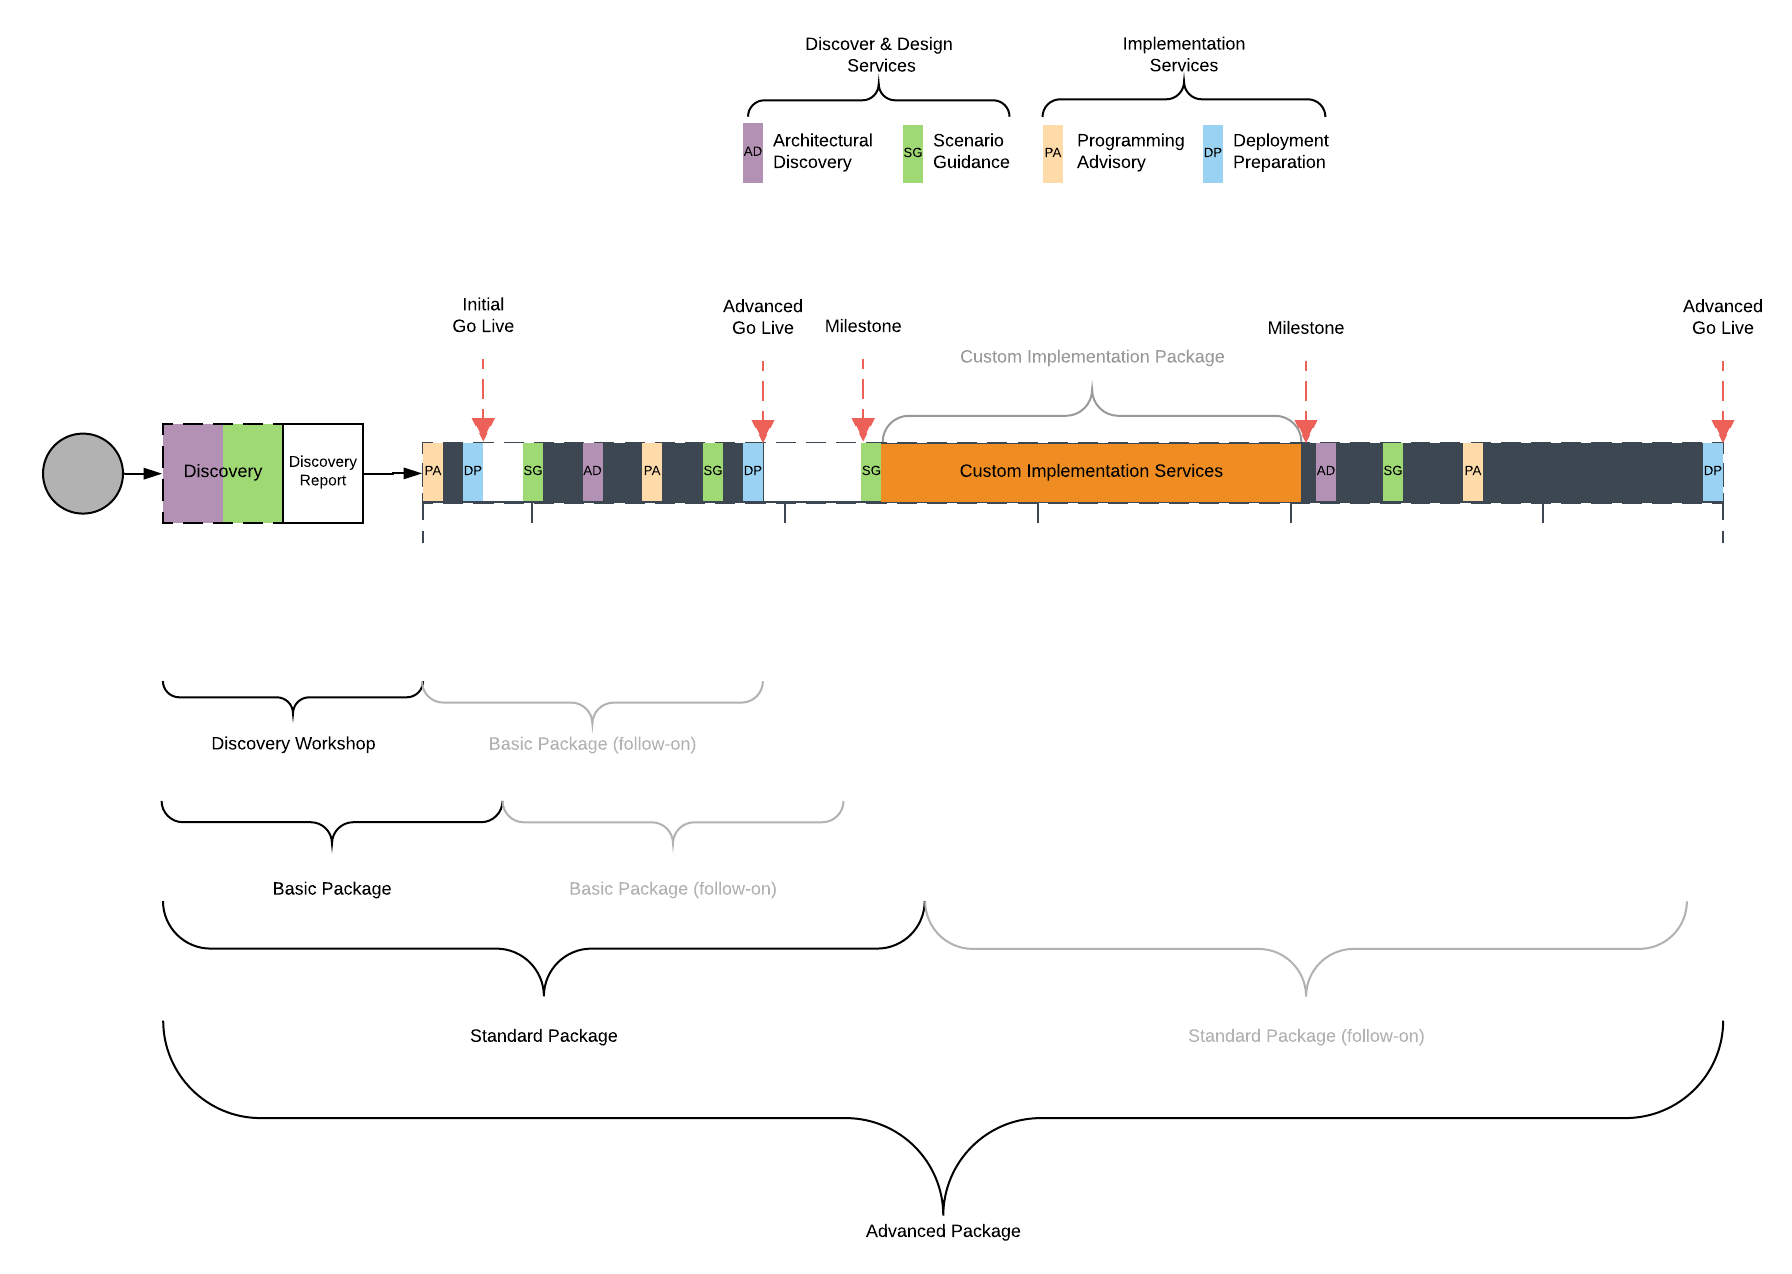 Discover & Design
Services
Implementation
Services
AD
Architectural
Discovery
SG
Scenario
Guidance
PA
Programming
Advisory
DP
Deployment
Preparation
Initial
Go Live
Advanced
Go Live
Milestone
Custom Implementation Package
Milestone
Advanced
Go Live
Discovery
Discovery
Report
PA
DP
SG
AD
PA
SG
DP
SG
Custom Implementation Services
AD
SG
PA
DP
Discovery Workshop
Basic Package (follow-on)
Basic Package
Basic Package (follow-on)
Standard Package
Standard Package (follow-on)
Advanced Package